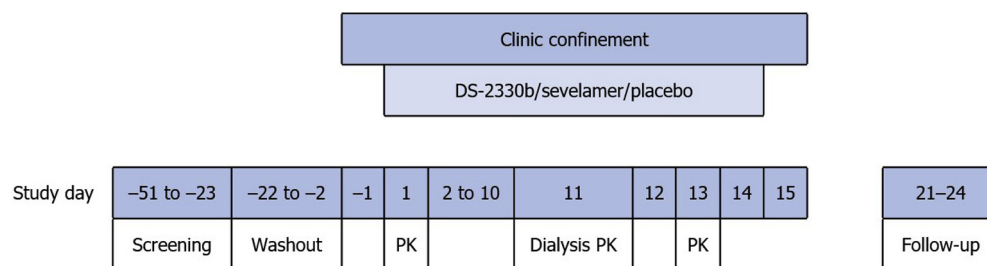 Clinic confinement
DS-2330b/sevelamer/placebo
Study day –51 to –23 –22 to –2 –1 1 2 to 10 11 12 13 14 15 21–24
Screening Washout PK Dialysis PK PK Follow-up